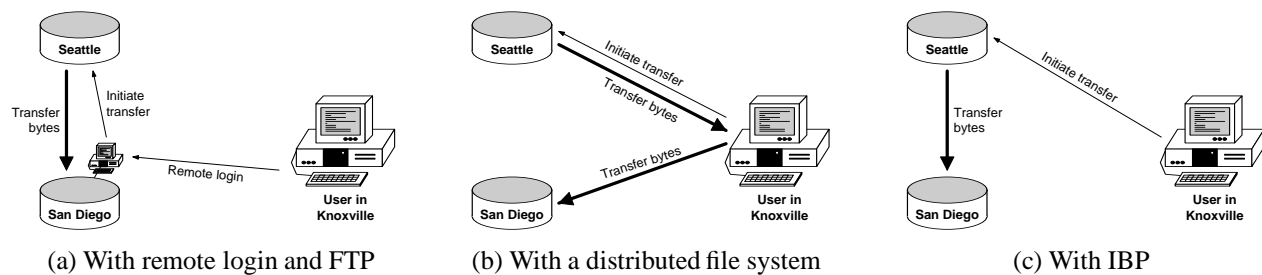 Seattle
Transfer
bytes
Initiate
transfer
Remote login
San Diego
User in
Knoxville
(a) With remote login and FTP
Seattle
Initiate transfer
Transfer bytes
Transfer bytes
San Diego
User in
Knoxville
(b) With a distributed file system
Seattle
Initiate transfer
Transfer
bytes
San Diego
User in
Knoxville
(c) With IBP